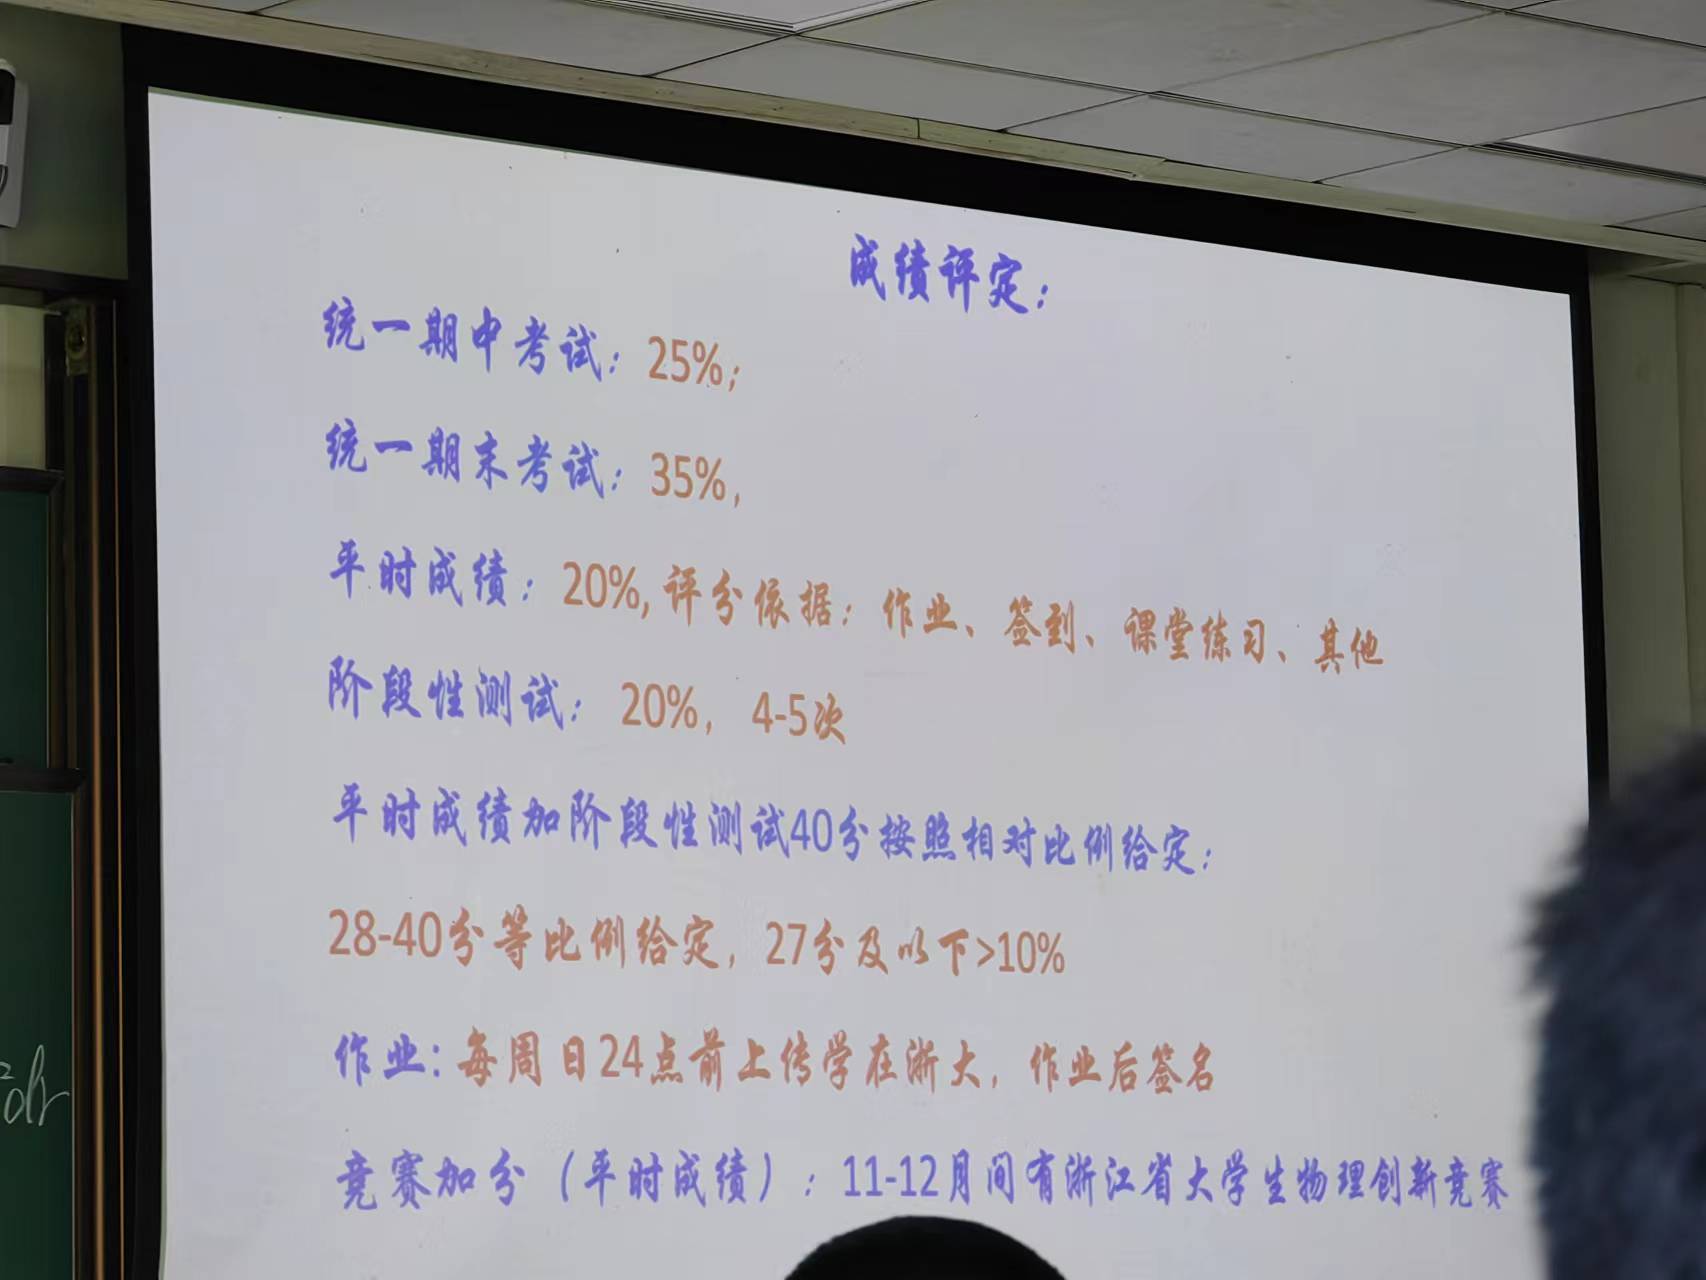 成绩评定：
统一期中考试：25%；
统一期末考试：35%，
平时成绩：20%, 评分依据：作业、签到、课堂练习、其他
阶段性测试：20%，4-5次
平时成绩加阶段性测试40分按照相对比例给定：
28-40分等比例给定，27分及以下>10%
作业: 每周日24点前上传学在浙大，作业后签名
竞赛加分（平时成绩）：11-12月间有浙江省大学生物理创新竞赛